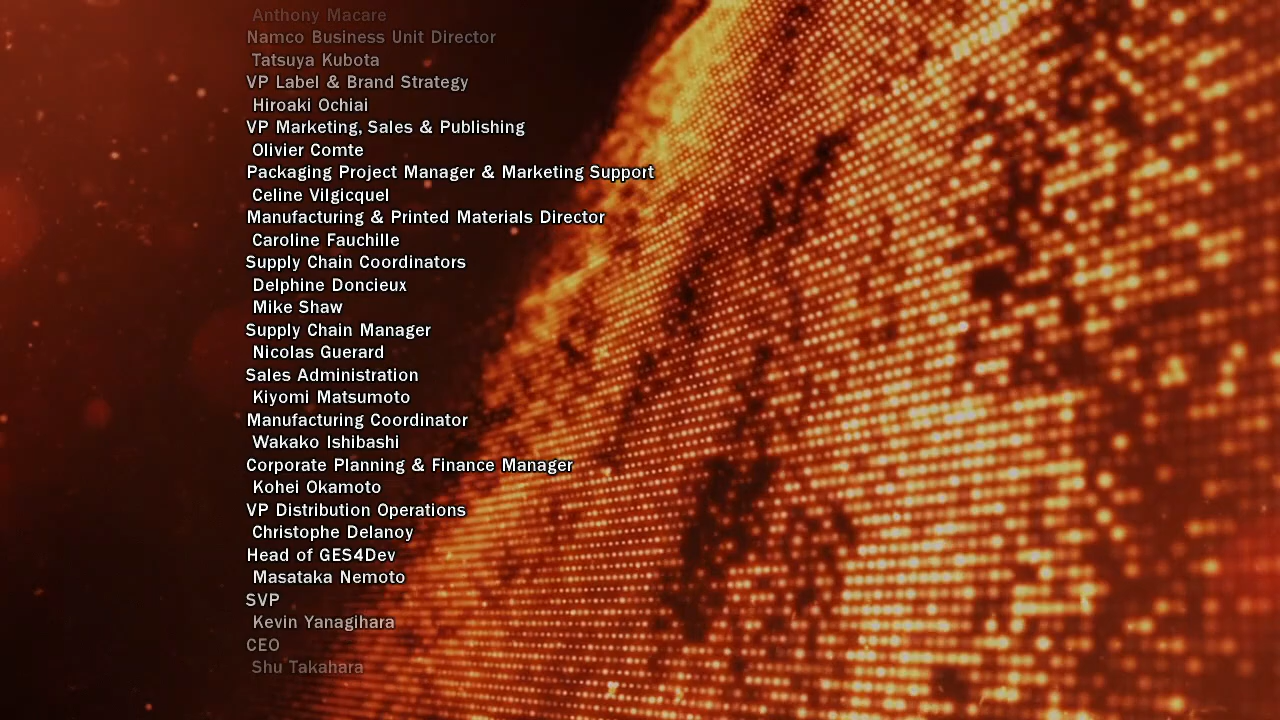 Anthony Macare
Namco Business Unit Director
Tatsuya Kubota
VP Label & Brand Strategy
Hiroaki Ochiai
VP Marketing, Sales & Publishing
Olivier Comte
Packaging Project Manager & Marketing Support
Celine Vilgicquel
Manufacturing & Printed Materials Director
Caroline Fauchille
Supply Chain Coordinators
Delphine Doncieux
Mike Shaw
Supply Chain Manager
Nicolas Guerard
Sales Administration
Kiyomi Matsumoto
Manufacturing Coordinator
Wakako Ishibashi
Corporate Planning & Finance Manager
Kohei Okamoto
VP Distribution Operations
Christophe Delanoy
Head of GES4Dev
Masataka Nemoto
SVP
Kevin Yanagihara
CEO
Shu Takahara